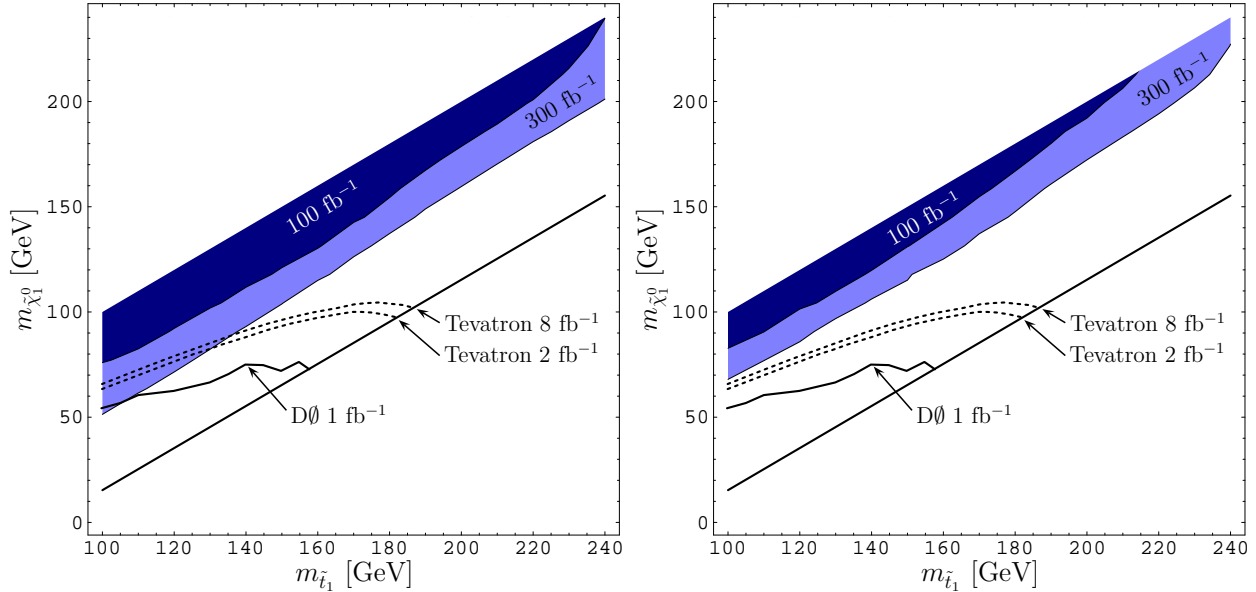 200
150
100
50
0
100 120 140 160 180 200 220 240
m_{\tilde{t}_1} [GeV]
m_{\tilde{χ}_1^0} [GeV]
100 fb⁻¹
300 fb⁻¹
Tevatron 8 fb⁻¹
Tevatron 2 fb⁻¹
DØ 1 fb⁻¹
200
150
100
50
0
100 120 140 160 180 200 220 240
m_{\tilde{t}_1} [GeV]
m_{\tilde{χ}_1^0} [GeV]
100 fb⁻¹
300 fb⁻¹
Tevatron 8 fb⁻¹
Tevatron 2 fb⁻¹
DØ 1 fb⁻¹